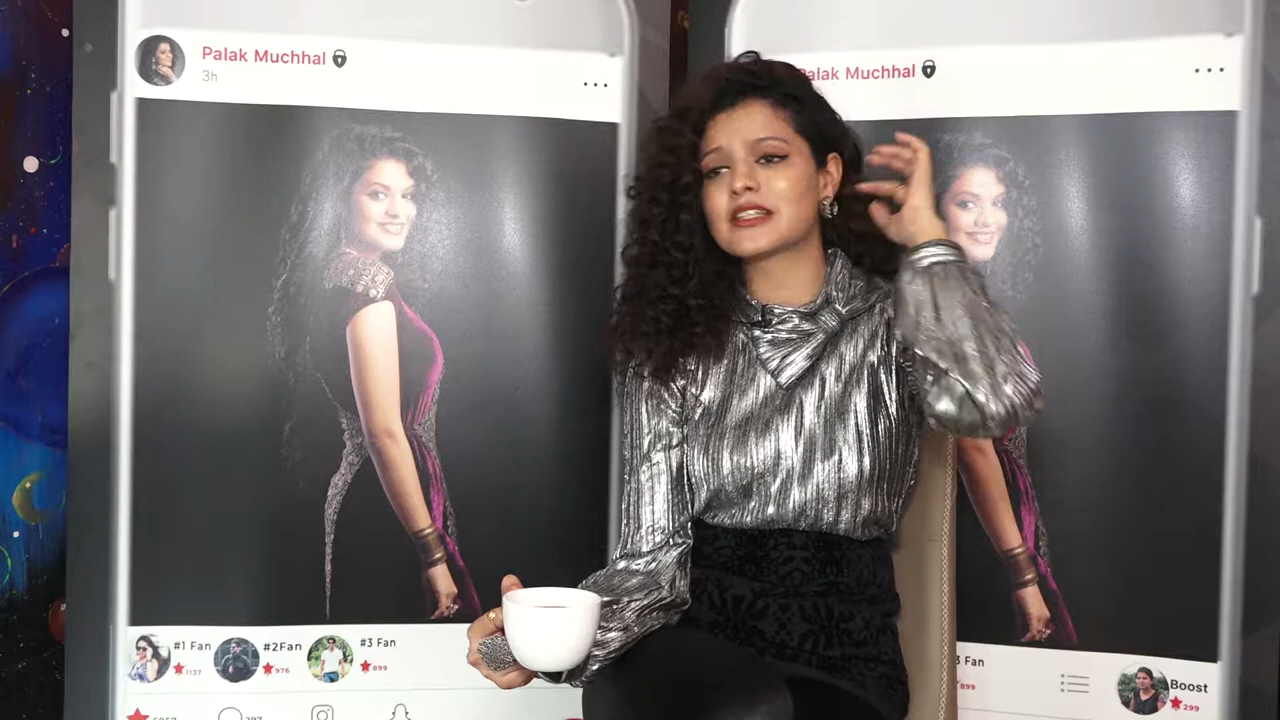 Palak Muchhal
3h
#1 Fan
1137
#2Fan
976
#3 Fan
899
Palak Muchhal
3 Fan
899
Boost
299